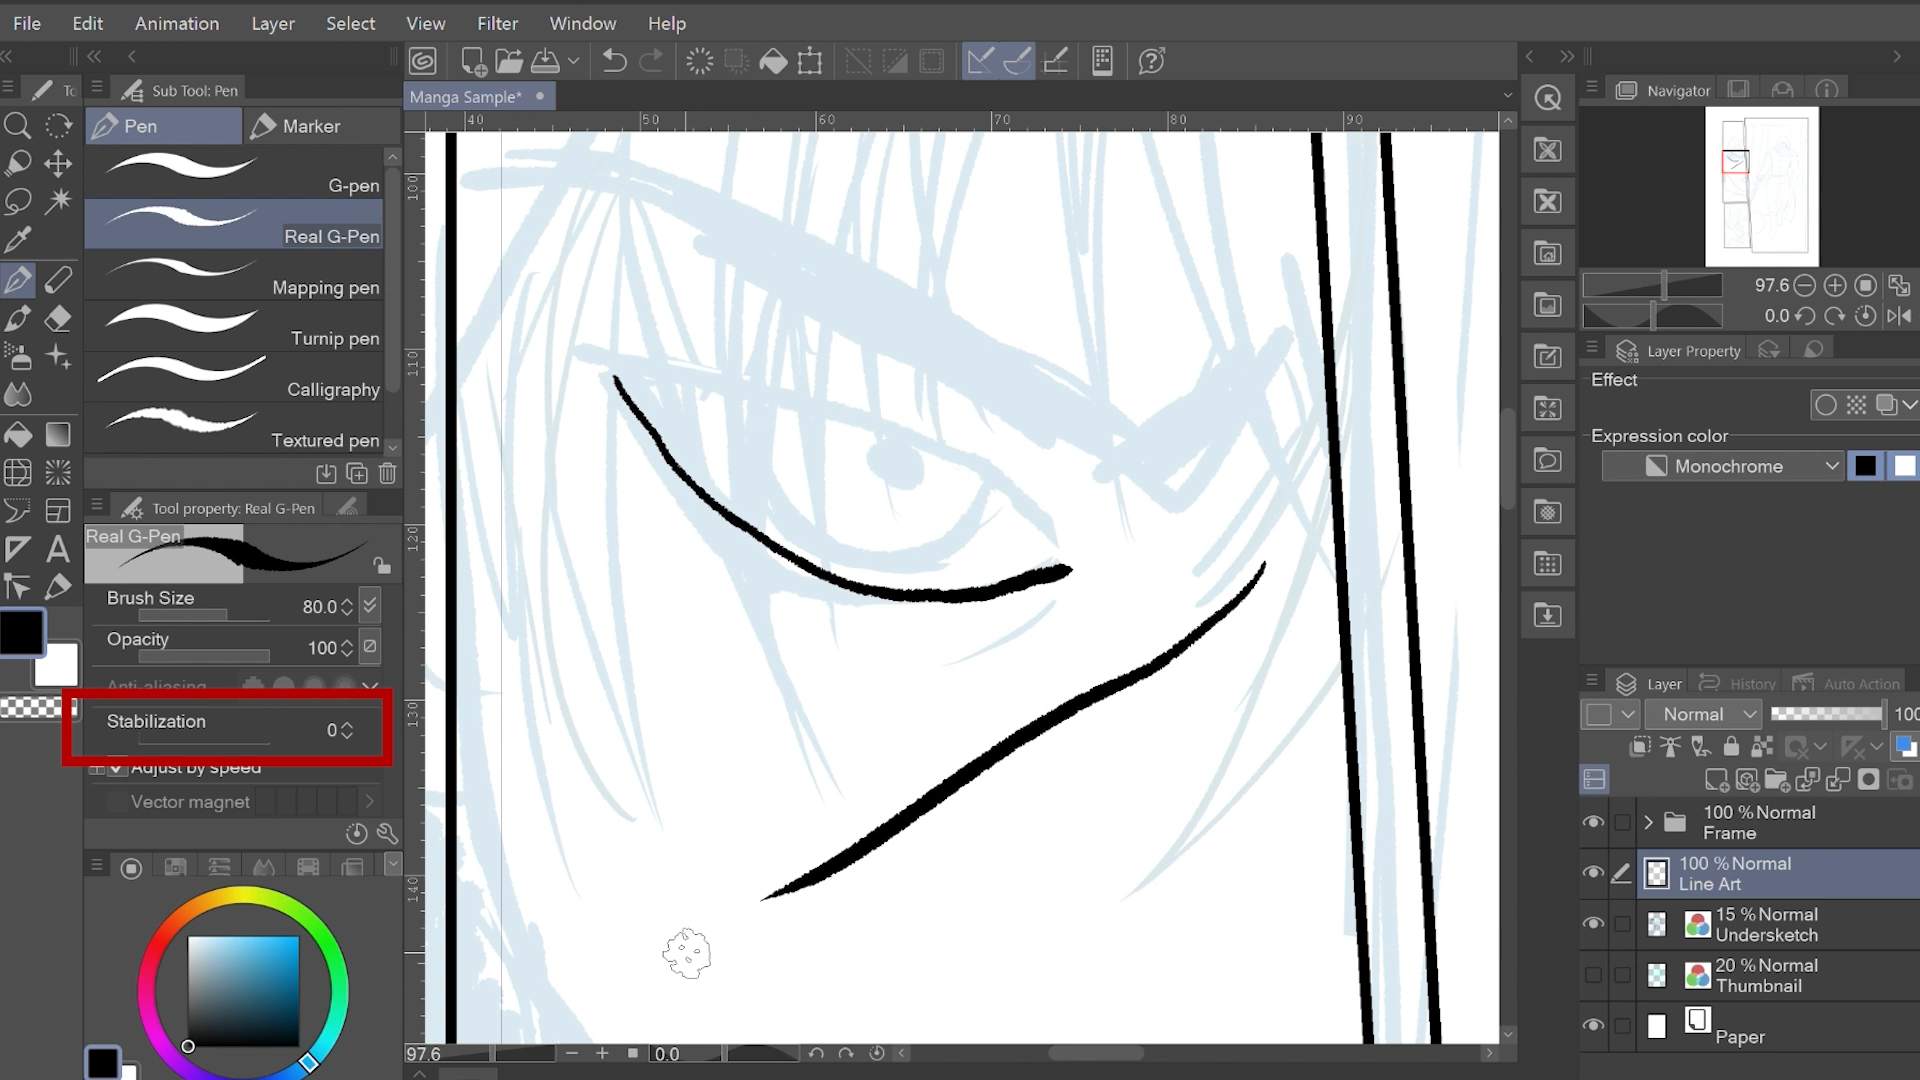 File Edit Animation Layer Select View Filter Window Help
To
Sub Tool: Pen
Pen
Marker
G-pen
Real G-Pen
Mapping pen
Turnip pen
Calligraphy
Textured pen
Tool property: Real G-Pen
Real G-Pen
Brush Size
80.0
Opacity
100
Anti-aliasing
Stabilization
0
Adjust by speed
Vector magnet
Manga Sample*
40 50 60 70 80 90
100
110
120
130
140
97.6
0.0
Navigator
97.6
0.0
Layer Property
Effect
Expression color
Monochrome
Layer History Auto Action
Normal
100
100 %Normal
Frame
100 %Normal
Line Art
15 %Normal
Undersketch
20 %Normal
Thumbnail
Paper